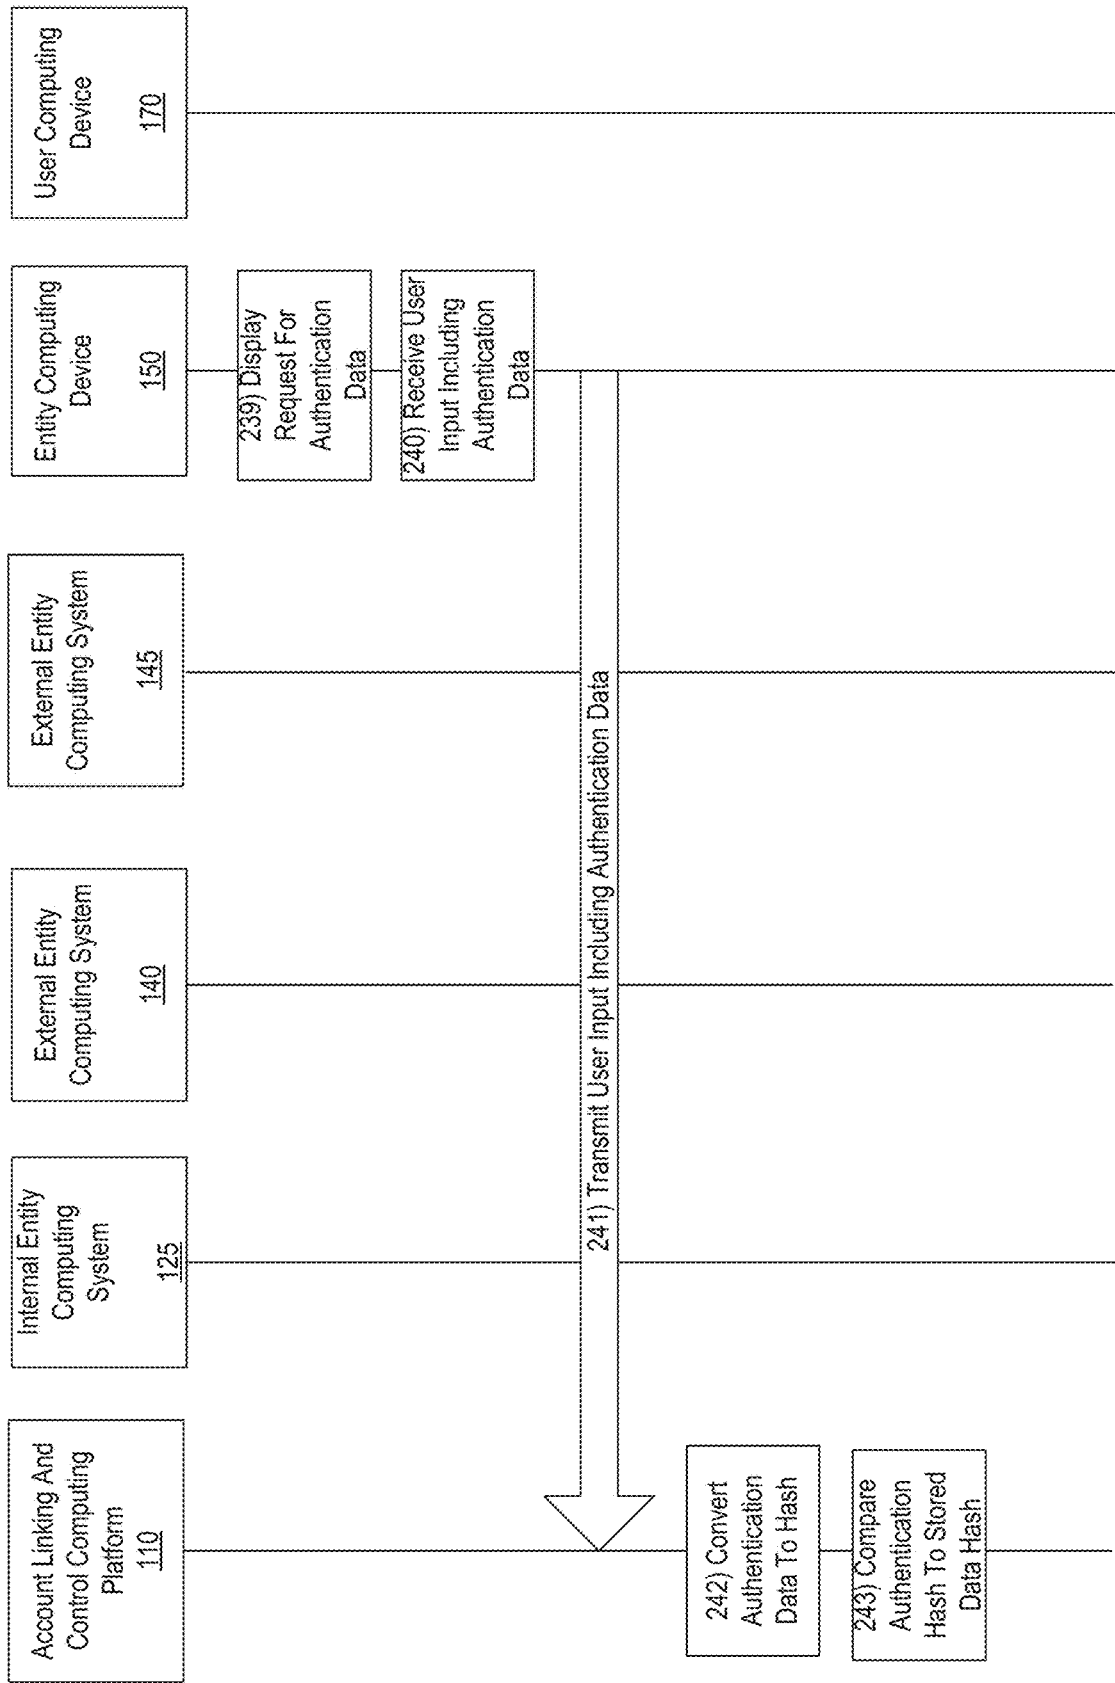 Account Linking And
Control Computing
Platform
110
Internal Entity
Computing
System
125
External Entity
Computing System
140
External Entity
Computing System
145
Entity Computing
Device
150
User Computing
Device
170
239) Display
Request For
Authentication
Data
240) Receive User
Input Including
Authentication
Data
241) Transmit User Input Including Authentication Data
242) Convert
Authentication
Data To Hash
243) Compare
Authentication
Hash To Stored
Data Hash